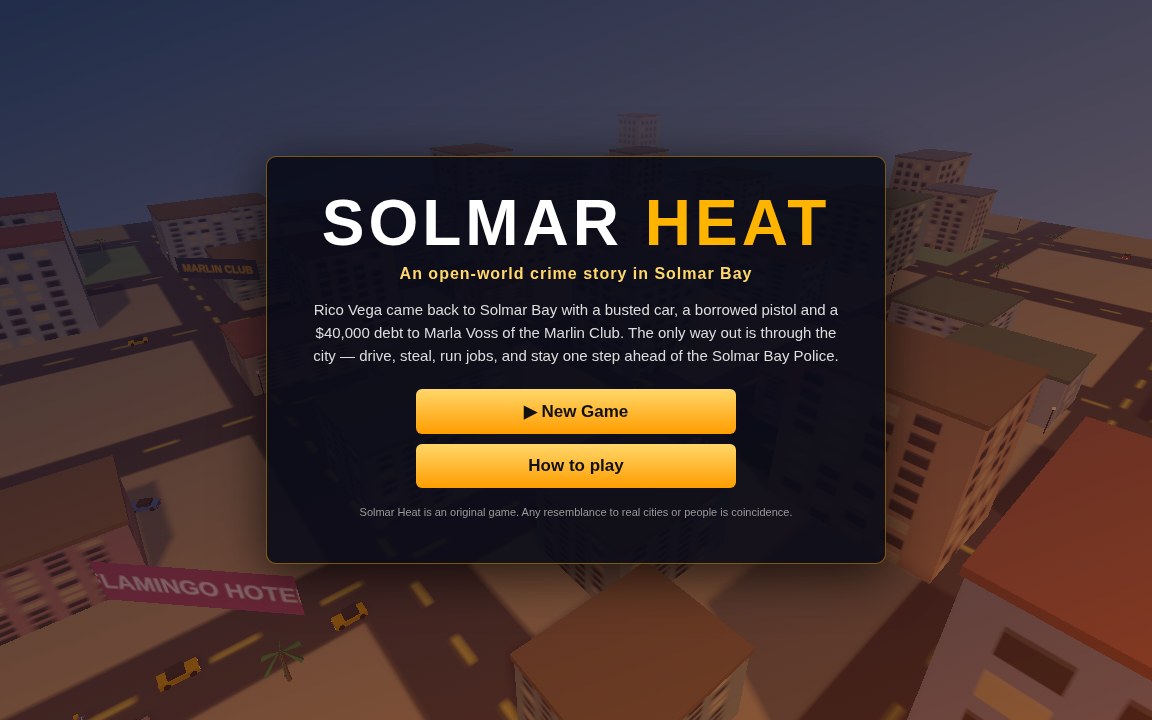 MARLIN CLUB
SOLMAR HEAT
An open-world crime story in Solmar Bay
Rico Vega came back to Solmar Bay with a busted car, a borrowed pistol and a
$40,000 debt to Marla Voss of the Marlin Club. The only way out is through the
city — drive, steal, run jobs, and stay one step ahead of the Solmar Bay Police.
▶ New Game
How to play
Solmar Heat is an original game. Any resemblance to real cities or people is coincidence.
FLAMINGO HOTE